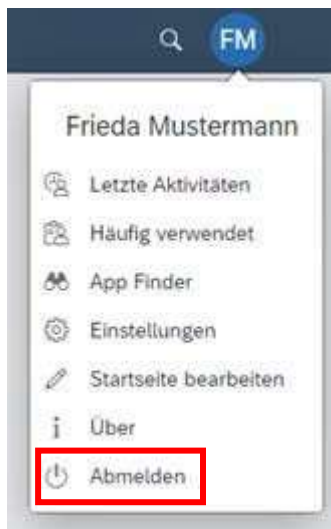 FM
Frieda Mustermann
Letzte Aktivitäten
Häufig verwendet
App Finder
Einstellungen
Startseite bearbeiten
Über
Abmelden